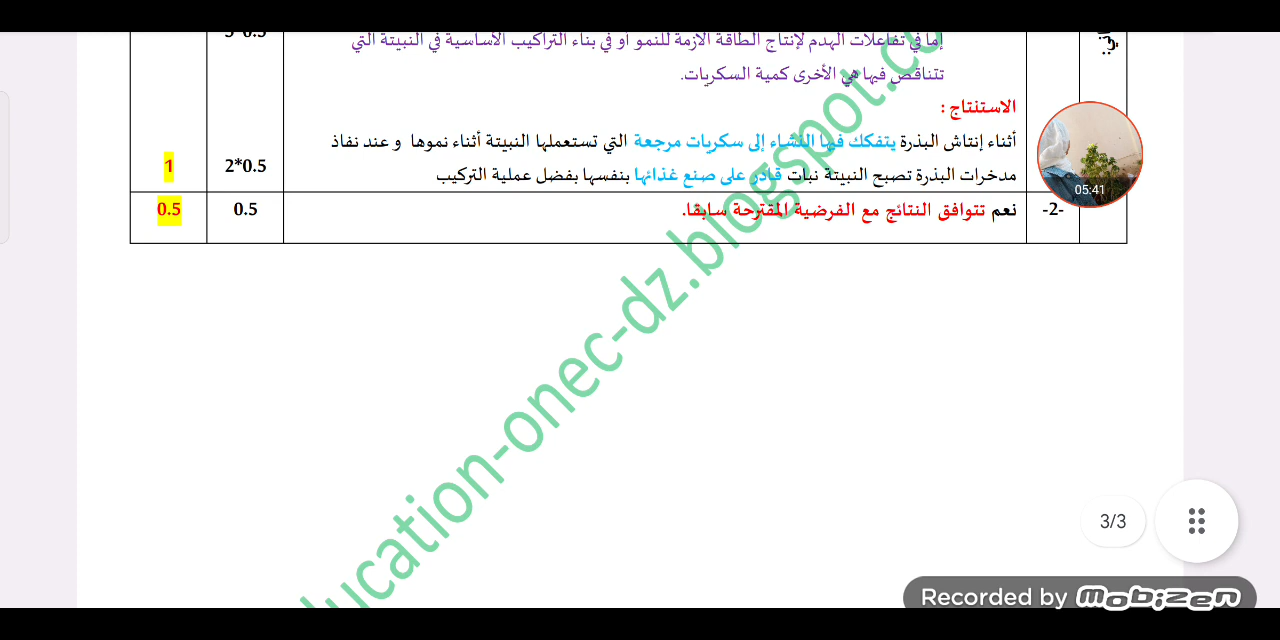 إما في تفاعلات الهدم لإنتاج الطاقة الازمة للنمو أو في بناء التراكيب الأساسية في النبيتة التي
تتناقص فيها هي الأخرى كمية السكريات.
الاستنتاج :
أثناء إنتاش البذرة يتفكك فيها النشاء إلى سكريات مرجعة التي تستعملها النبيتة أثناء نموها و عند نفاذ
مدخرات البذرة تصبح النبيتة نبات قادر على صنع غذائها بنفسها بفضل عملية التركيب
2*0.5
1
-2-
نعم تتوافق النتائج مع الفرضية المقترحة سابقا.
0.5
0.5
05:41
3/3
Recorded by mobizen
ducation-onec-dz.blogspot.co